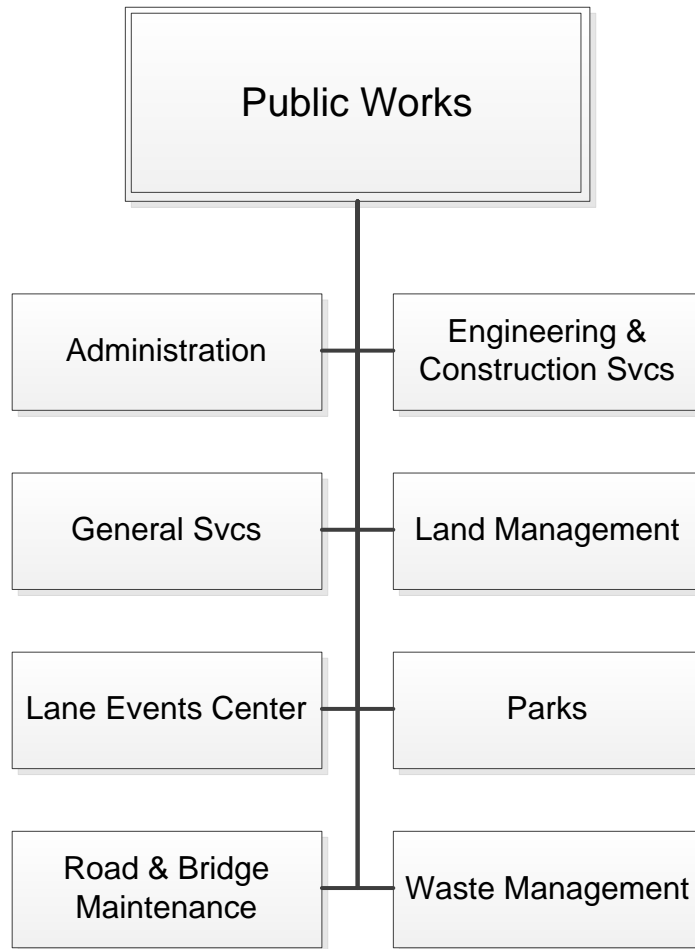 Public Works
Administration
Engineering &
Construction Svcs
General Svcs
Land Management
Lane Events Center
Parks
Road & Bridge
Maintenance
Waste Management